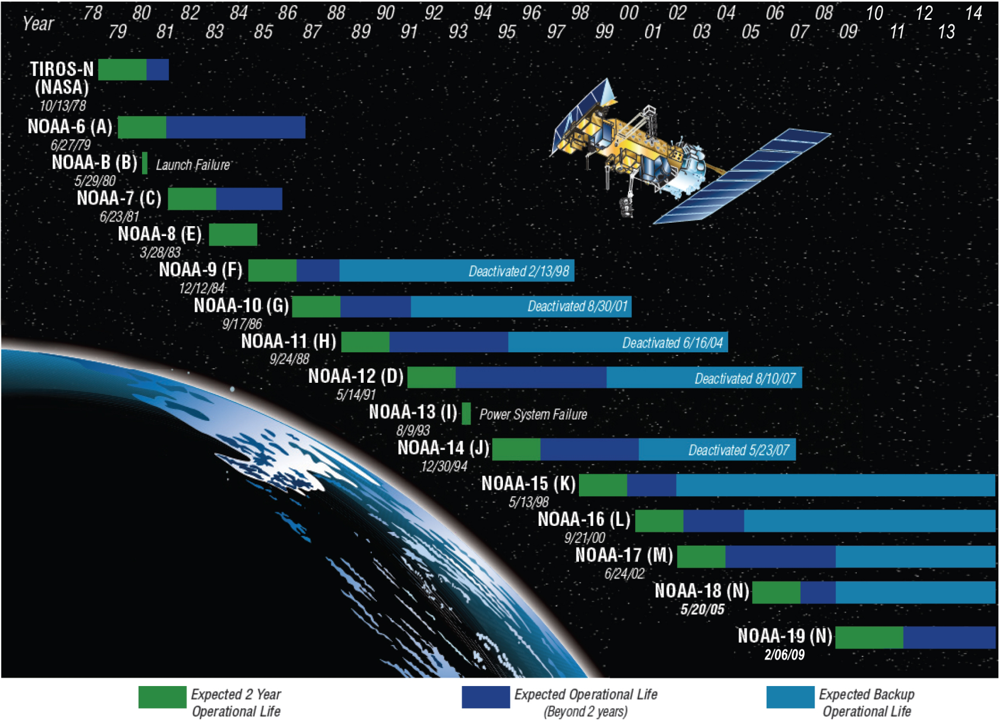 78 80 82 84 86 88 90 92 94 96 98 00 02 04 06 08 10 12 14
Year
79 81 83 85 87 89 91 93 95 97 99 01 03 05 07 09 11 13
TIROS-N
(NASA)
10/13/78
NOAA-6 (A)
6/27/79
NOAA-B (B) Launch Failure
5/29/80
NOAA-7 (C)
6/23/81
NOAA-8 (E)
3/28/83
NOAA-9 (F) Deactivated 2/13/98
12/12/84
NOAA-10 (G) Deactivated 8/30/01
9/17/86
NOAA-11 (H) Deactivated 6/16/04
9/24/88
NOAA-12 (D) Deactivated 8/10/07
5/14/91
NOAA-13 (I) Power System Failure
8/9/93
NOAA-14 (J) Deactivated 5/23/07
12/30/94
NOAA-15 (K)
5/13/98
NOAA-16 (L)
9/21/00
NOAA-17 (M)
6/24/02
NOAA-18 (N)
5/20/05
NOAA-19 (N)
2/06/09
Expected 2 Year
Operational Life
Expected Operational Life
(Beyond 2 years)
Expected Backup
Operational Life